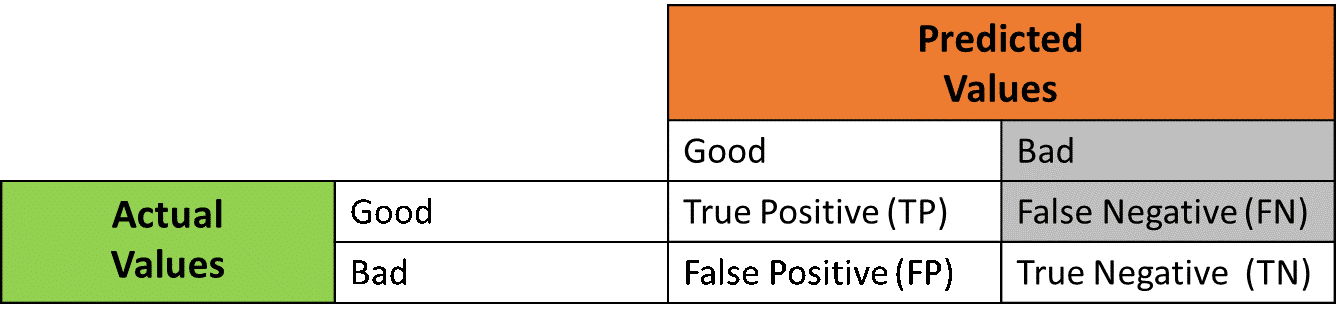 Predicted
Values
Good
Bad
Actual
Values
Good
True Positive (TP)
False Negative (FN)
Bad
False Positive (FP)
True Negative (TN)